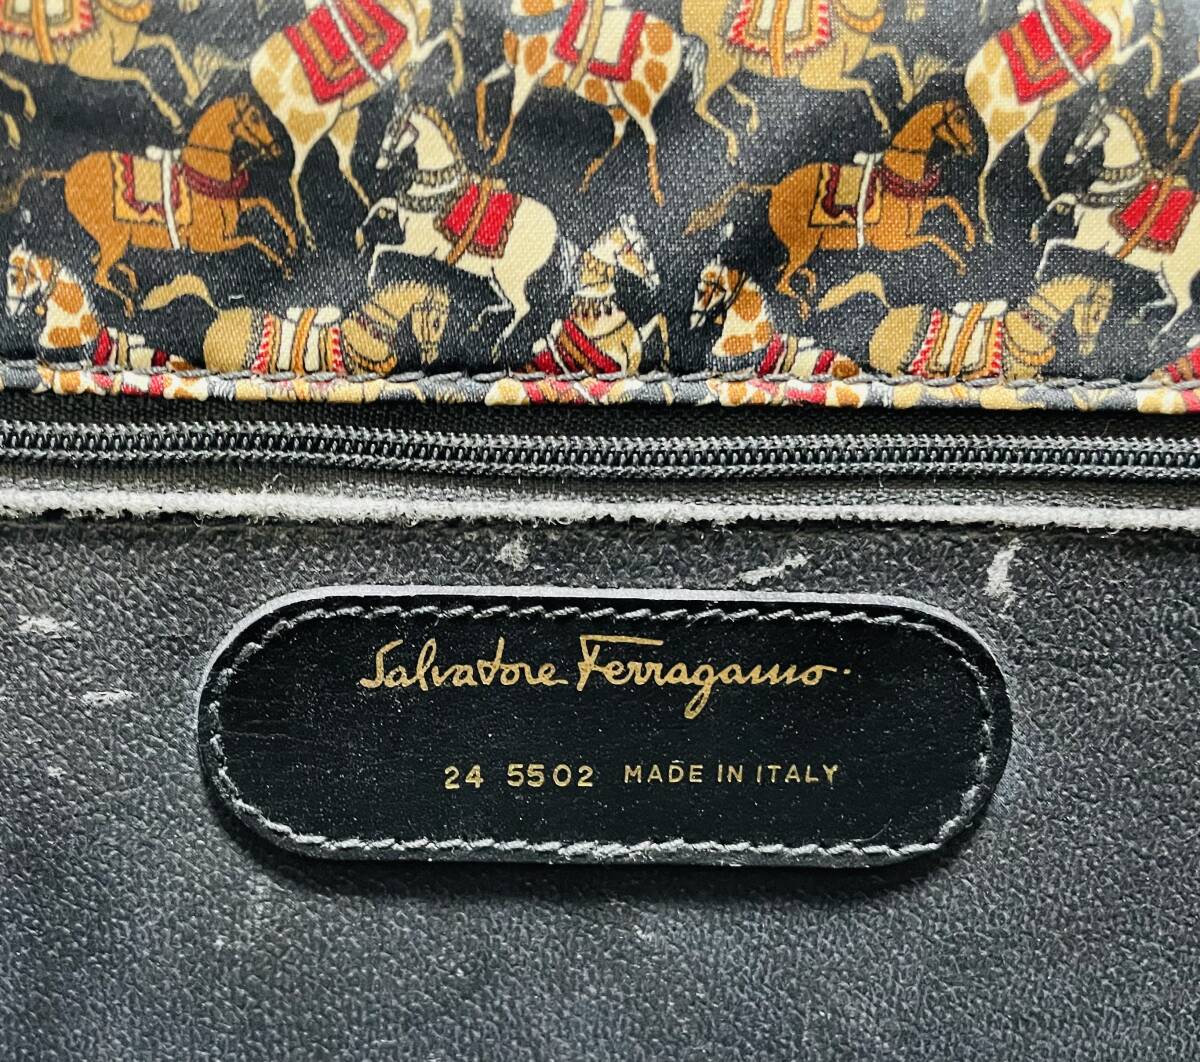 Salvatore Ferragamo
24 5502 MADE IN ITALY